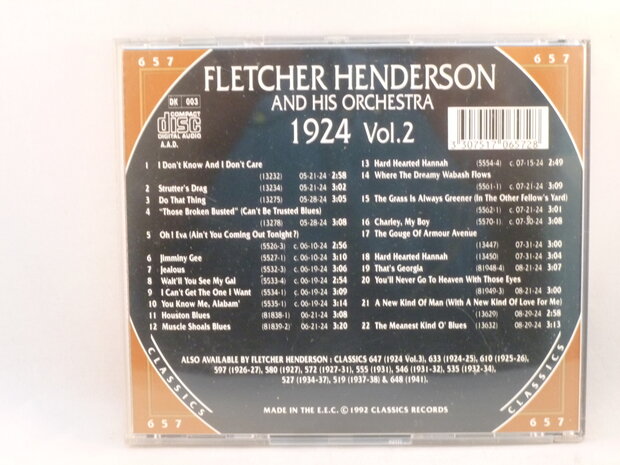 657
657
FLETCHER HENDERSON
AND HIS ORCHESTRA
1924 Vol.2
DK 003
COMPACT
disc
DIGITAL AUDIO
A.A.D.
3 307517 065728
1 I Don't Know And I Don't Care
(13232) 05-21-24 2:58
2 Strutter's Drag (13234) 05-21-24 3:02
3 Do That Thing (13275) 05-28-24 3:05
4 "Those Broken Busted" (Can't Be Trusted Blues)
(13278) 05-28-24 3:08
5 Oh ! Eva (Ain't You Coming Out Tonight ?)
(5526-3) c. 06-10-24 2:56
6 Jimminy Gee (5527-1) c. 06-10-24 3:10
7 Jealous (5532-3) c. 06-19-24 3:06
8 Wait'll You See My Gal (5533-4) c. 06-19-24 2:54
9 I Can't Get The One I Want (5534-1) c. 06-19-24 3:09
10 You Know Me, Alabam' (5535-1) c. 06-19-24 3:14
11 Houston Blues (81838-1) 06-21-24 3:08
12 Muscle Shoals Blues (81839-2) 06-21-24 3:20
13 Hard Hearted Hannah (5554-4) c. 07-15-24 2:49
14 Where The Dreamy Wabash Flows
(5561-1) c. 07-21-24 3:09
15 The Grass Is Always Greener (In The Other Fellow's Yard)
(5562-1) c. 07-21-24 3:01
16 Charley, My Boy (5570-1) c. 07-30-24 3:08
17 The Gouge Of Armour Avenue
(13447) 07-31-24 3:00
18 Hard Hearted Hannah (13450) 07-31-24 3:04
19 That's Georgia (81948-4) 08-21-24 3:07
20 You'll Never Go To Heaven With Those Eyes
(81949-3) 08-21-24 3:00
21 A New Kind Of Man (With A New Kind Of Love For Me)
(13629) 08-29-24 2:58
22 The Meanest Kind O' Blues (13632) 08-29-24 3:13
ALSO AVAILABLE BY FLETCHER HENDERSON : CLASSICS 647 (1924 Vol.3), 633 (1924-25), 610 (1925-26),
597 (1926-27), 580 (1927), 572 (1927-31), 555 (1931), 546 (1931-32), 535 (1932-34),
527 (1934-37), 519 (1937-38) & 648 (1941).
MADE IN THE E.E.C. © 1992 CLASSICS RECORDS
CLASSICS
CLASSICS
657
657